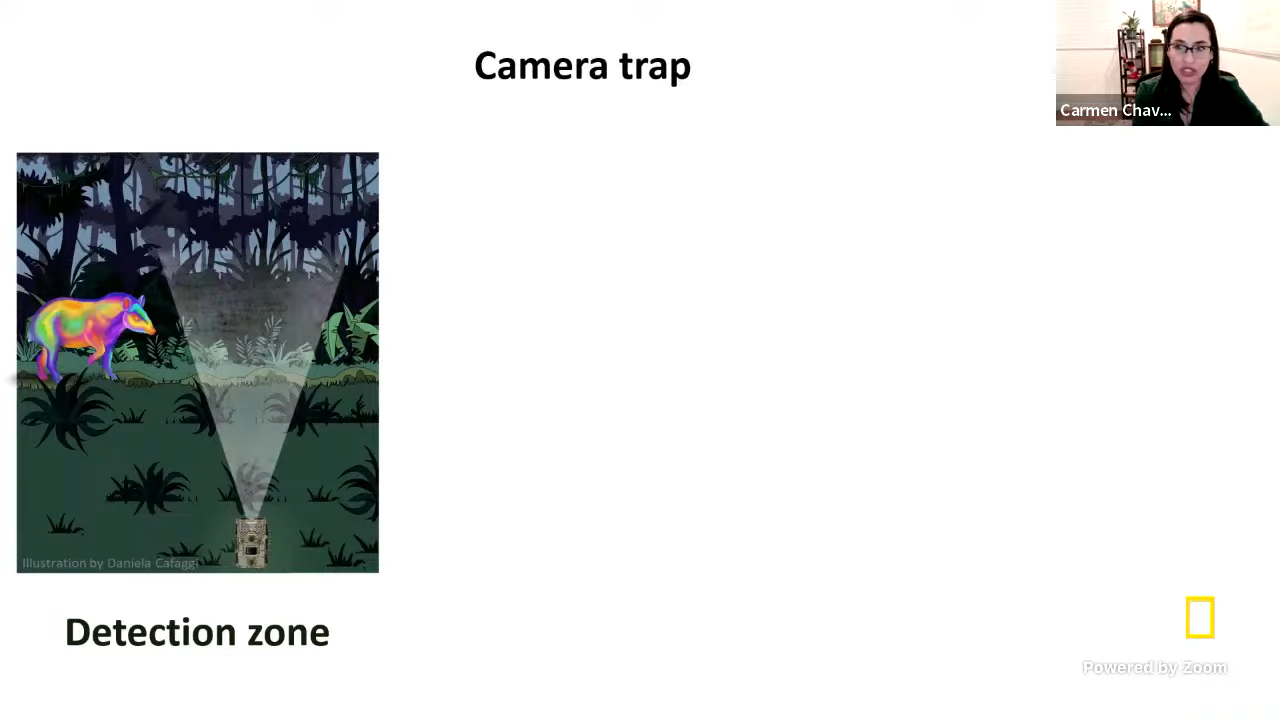 Camera trap
Carmen Chav...
Illustration by Daniela Cafaggi
Detection zone
Powered by Zoom